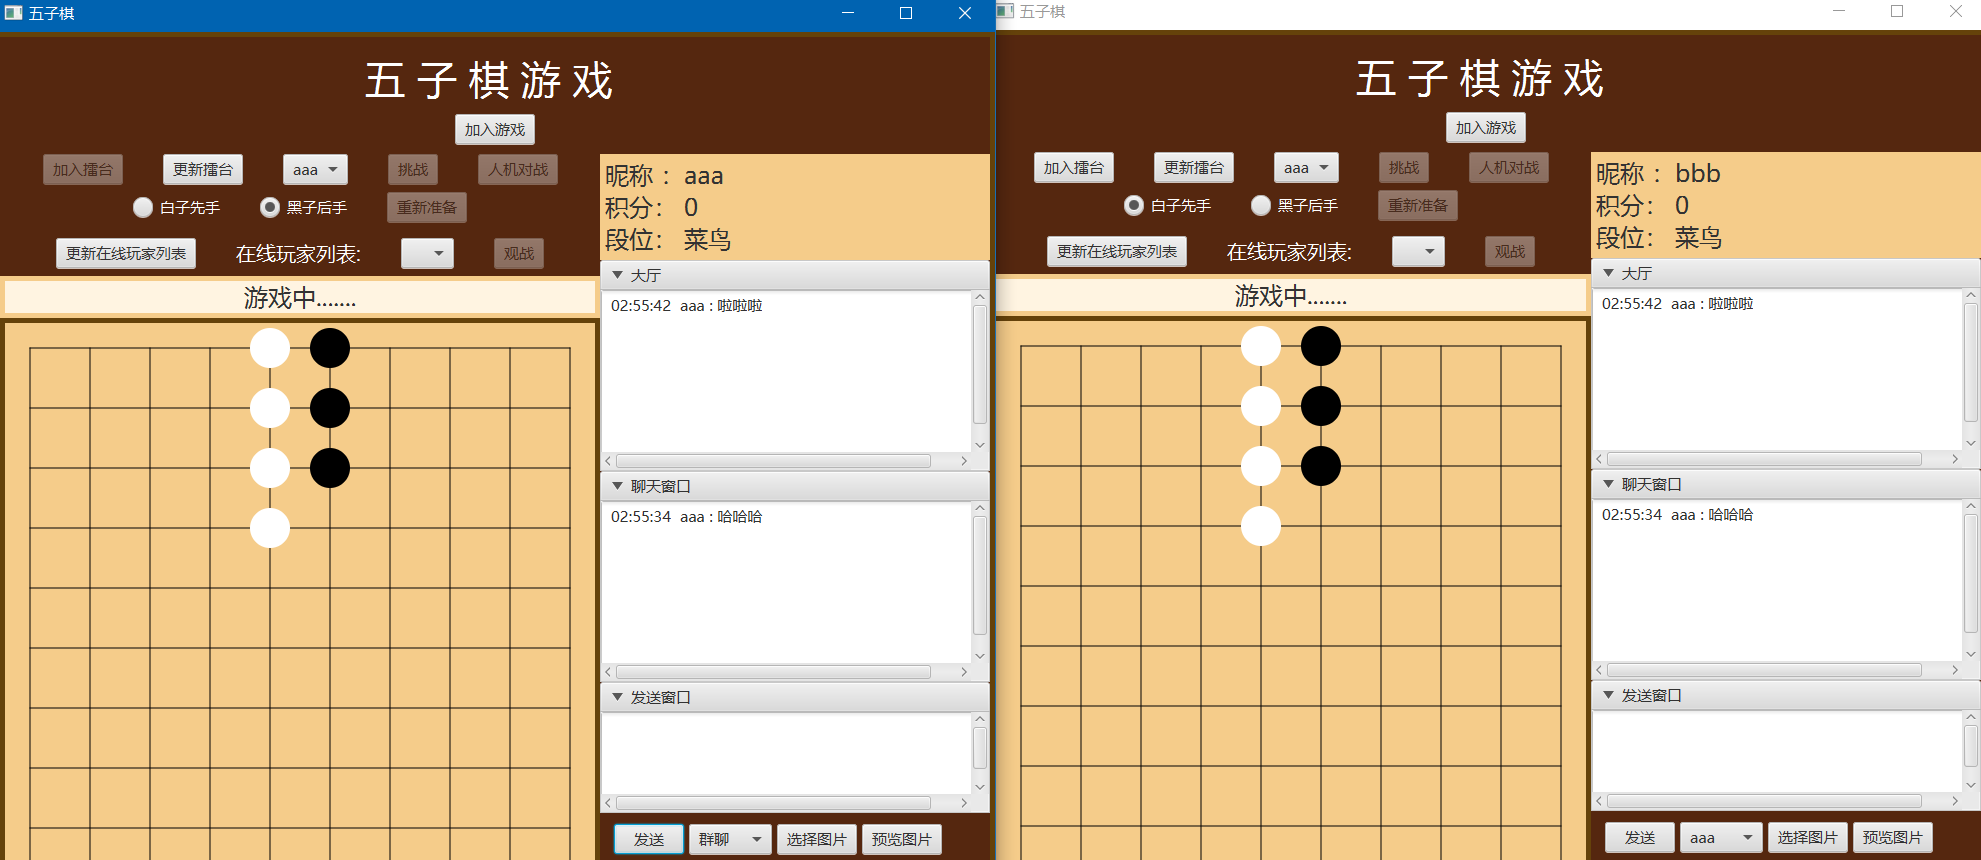 五子棋
五 子 棋 游 戏
加入游戏
加入擂台 更新擂台 aaa 挑战 人机对战
白子先手 黑子后手 重新准备
更新在线玩家列表 在线玩家列表: 观战
游戏中.......
昵称 : aaa
积分: 0
段位: 菜鸟
大厅
02:55:42 aaa : 啦啦啦
聊天窗口
02:55:34 aaa : 哈哈哈
发送窗口
发送 群聊 选择图片 预览图片
五子棋
五 子 棋 游 戏
加入游戏
加入擂台 更新擂台 aaa 挑战 人机对战
白子先手 黑子后手 重新准备
更新在线玩家列表 在线玩家列表: 观战
游戏中.......
昵称 : bbb
积分: 0
段位: 菜鸟
大厅
02:55:42 aaa : 啦啦啦
聊天窗口
02:55:34 aaa : 哈哈哈
发送窗口
发送 aaa 选择图片 预览图片